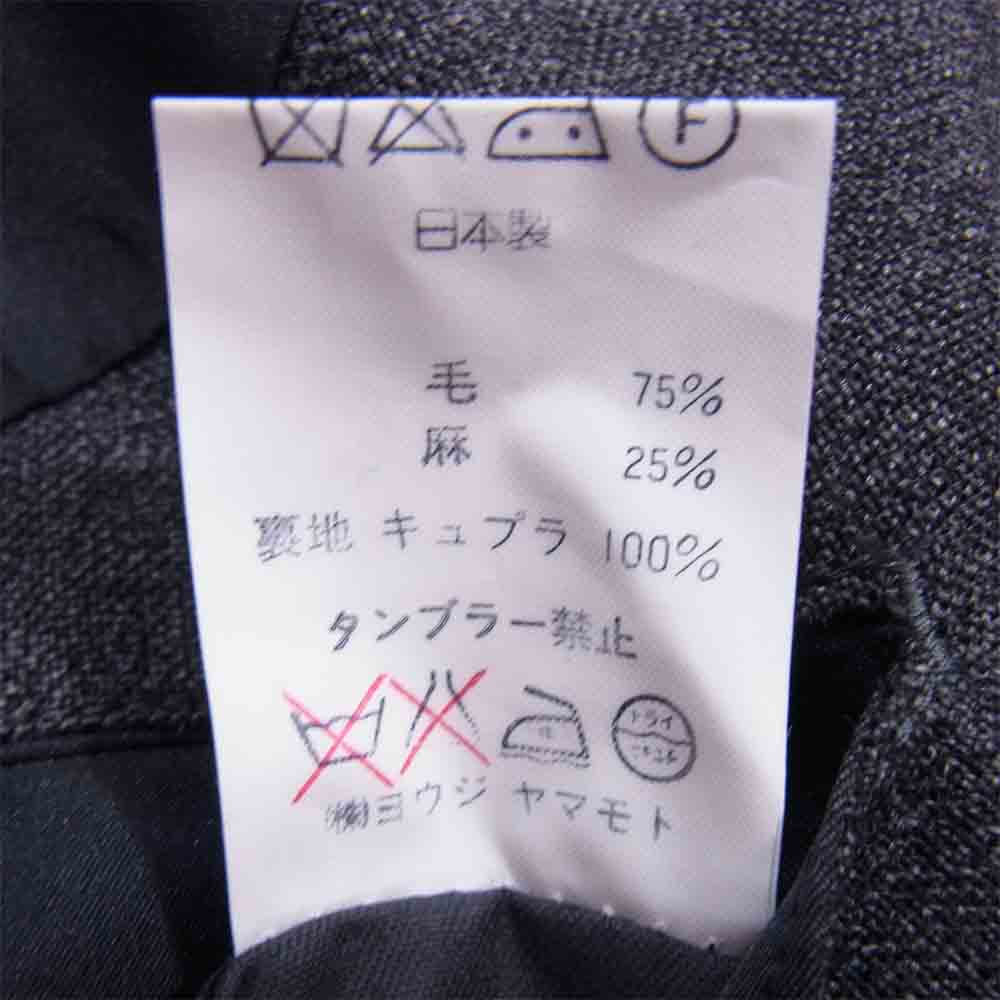 F
日本製
毛 75%
麻 25%
裏地 キュプラ 100%
タンブラー禁止
ドライ
㈱ヨウジ ヤマモト